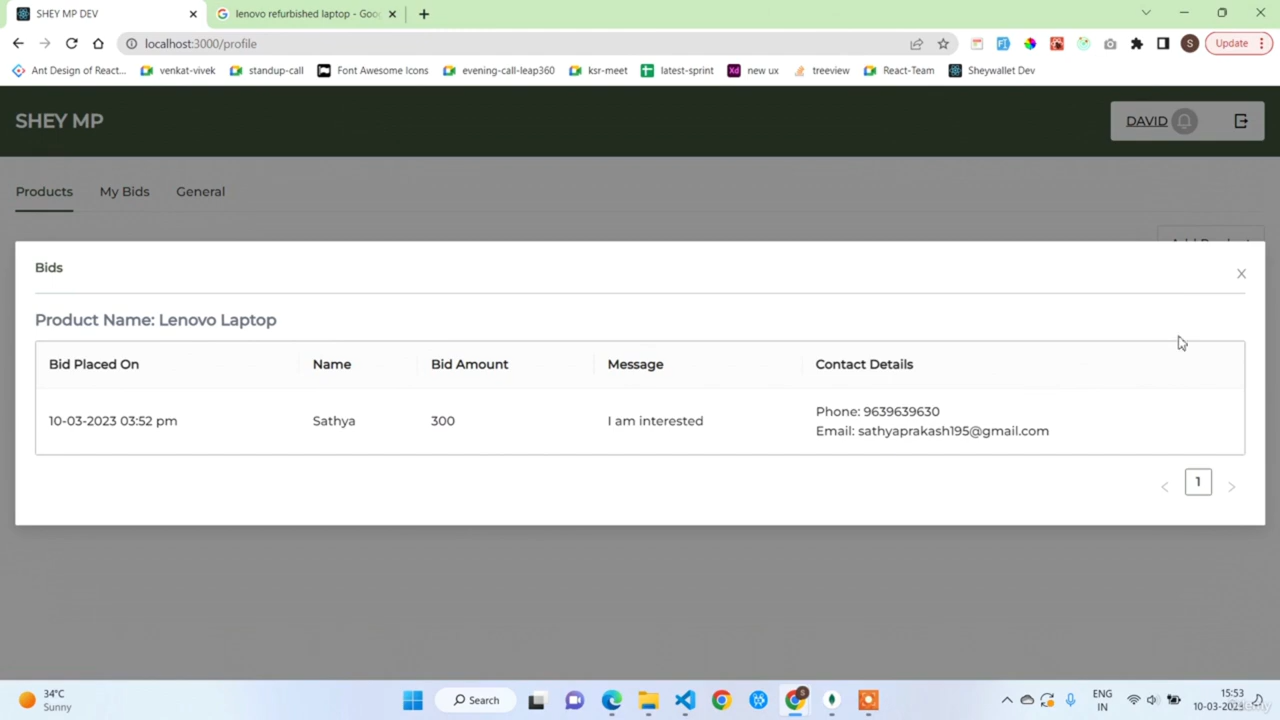 SHEY MP DEV
lenovo refurbished laptop - Goo
localhost:3000/profile
S
Update
Ant Design of React...
venkat-vivek
standup-call
Font Awesome Icons
evening-call-leap360
ksr-meet
latest-sprint
Xd new ux
treeview
React-Team
Sheywallet Dev
SHEY MP
DAVID
Products
My Bids
General
Bids
Product Name: Lenovo Laptop
Bid Placed On Name Bid Amount Message Contact Details
10-03-2023 03:52 pm Sathya 300 I am interested Phone: 9639639630
Email: sathyaprakash195@gmail.com
1
34°C
Sunny
Search
ENG
IN
15:53
10-03-2023